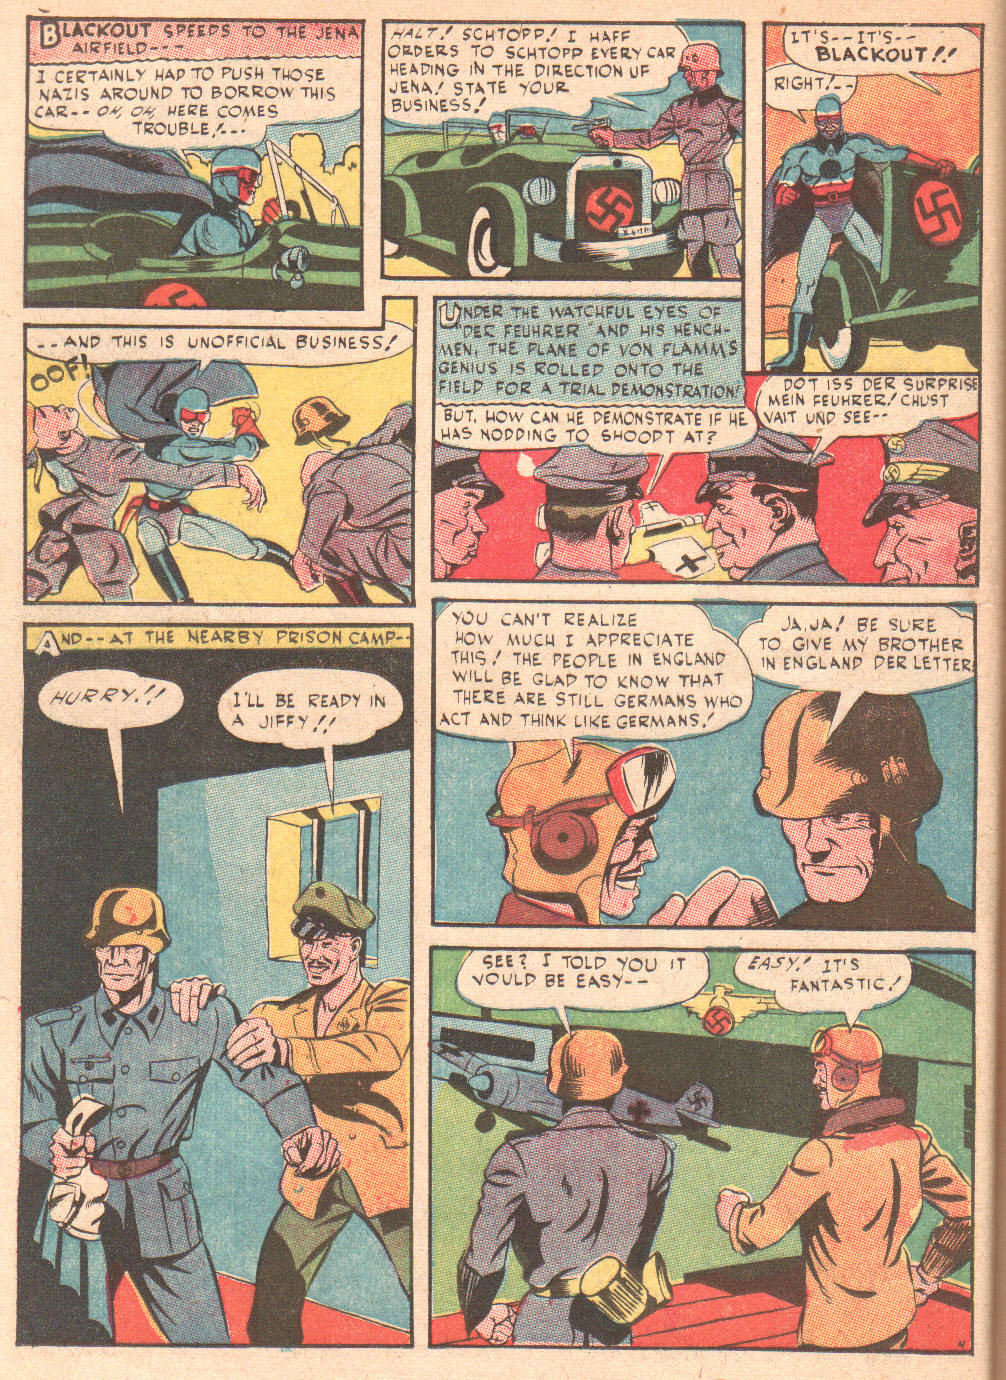 BLACKOUT SPEEDS TO THE JENA
AIRFIELD---
I CERTAINLY HAD TO PUSH THOSE
NAZIS AROUND TO BORROW THIS
CAR-- OH, OH, HERE COMES
TROUBLE!---
HALT! SCHTOPP! I HAFF
ORDERS TO SCHTOPP EVERY CAR
HEADING IN THE DIRECTION OF
JENA! STATE YOUR
BUSINESS!
IT'S--IT'S--
BLACKOUT!!
RIGHT!--
--AND THIS IS UNOFFICIAL BUSINESS!
OOF!
UNDER THE WATCHFUL EYES OF
"DER FEUHRER" AND HIS HENCH-
MEN, THE PLANE OF VON FLAMM'S
GENIUS IS ROLLED ONTO THE
FIELD FOR A TRIAL DEMONSTRATION!
BUT, HOW CAN HE DEMONSTRATE IF HE
HAS NODDING TO SHOODT AT?
DOT ISS DER SURPRISE
MEIN FEUHRER! CHUST
VAIT UND SEE--
AND--AT THE NEARBY PRISON CAMP--
HURRY!!
I'LL BE READY IN
A JIFFY!!
YOU CAN'T REALIZE
HOW MUCH I APPRECIATE
THIS! THE PEOPLE IN ENGLAND
WILL BE GLAD TO KNOW THAT
THERE ARE STILL GERMANS WHO
ACT AND THINK LIKE GERMANS!
JA, JA! BE SURE
TO GIVE MY BROTHER
IN ENGLAND DER LETTER
SEE? I TOLD YOU IT
VOULD BE EASY--
EASY! IT'S
FANTASTIC!
4